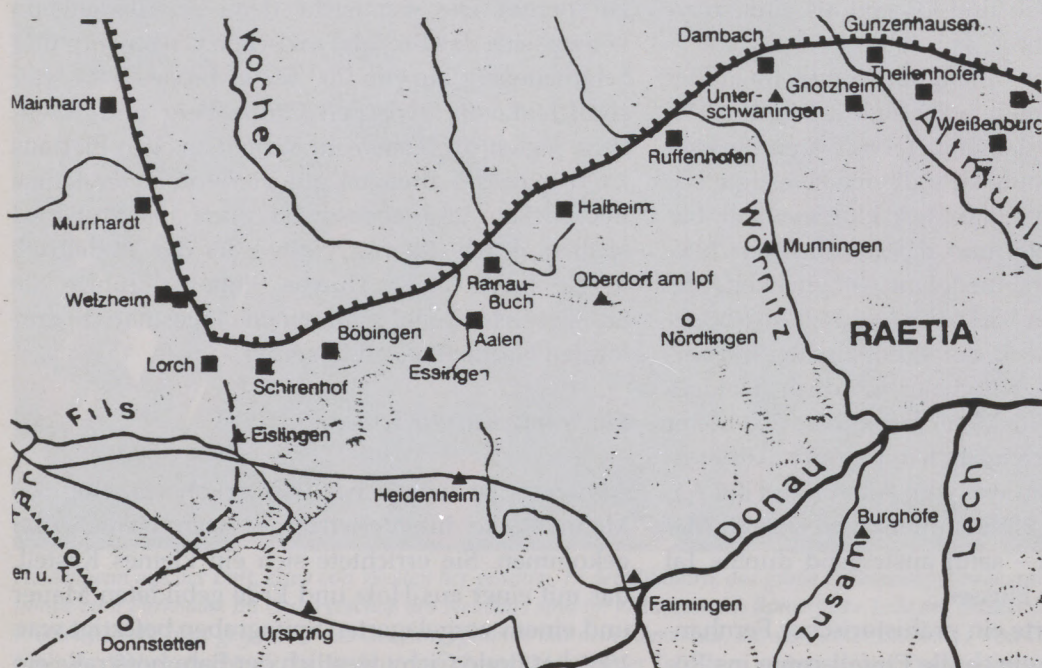 Kocher
Dambach
Gunzenhausen
Mainhardt
Theilenhofen
Unter-
schwaningen
Gnotzheim
Weißenburg
Altmühl
Ruffenhofen
Murrhardt
Halheim
Wörnitz
Munningen
Welzheim
Rainau-
Buch
Oberdorf am Ipf
Böbingen
Aalen
Nördlingen
RAETIA
Lorch
Schirenhof
Essingen
Fils
Eislingen
Heidenheim
Donau
Lech
Burghöfe
Zusam
en u. T.
Faimingen
Donnstetten
Urspring